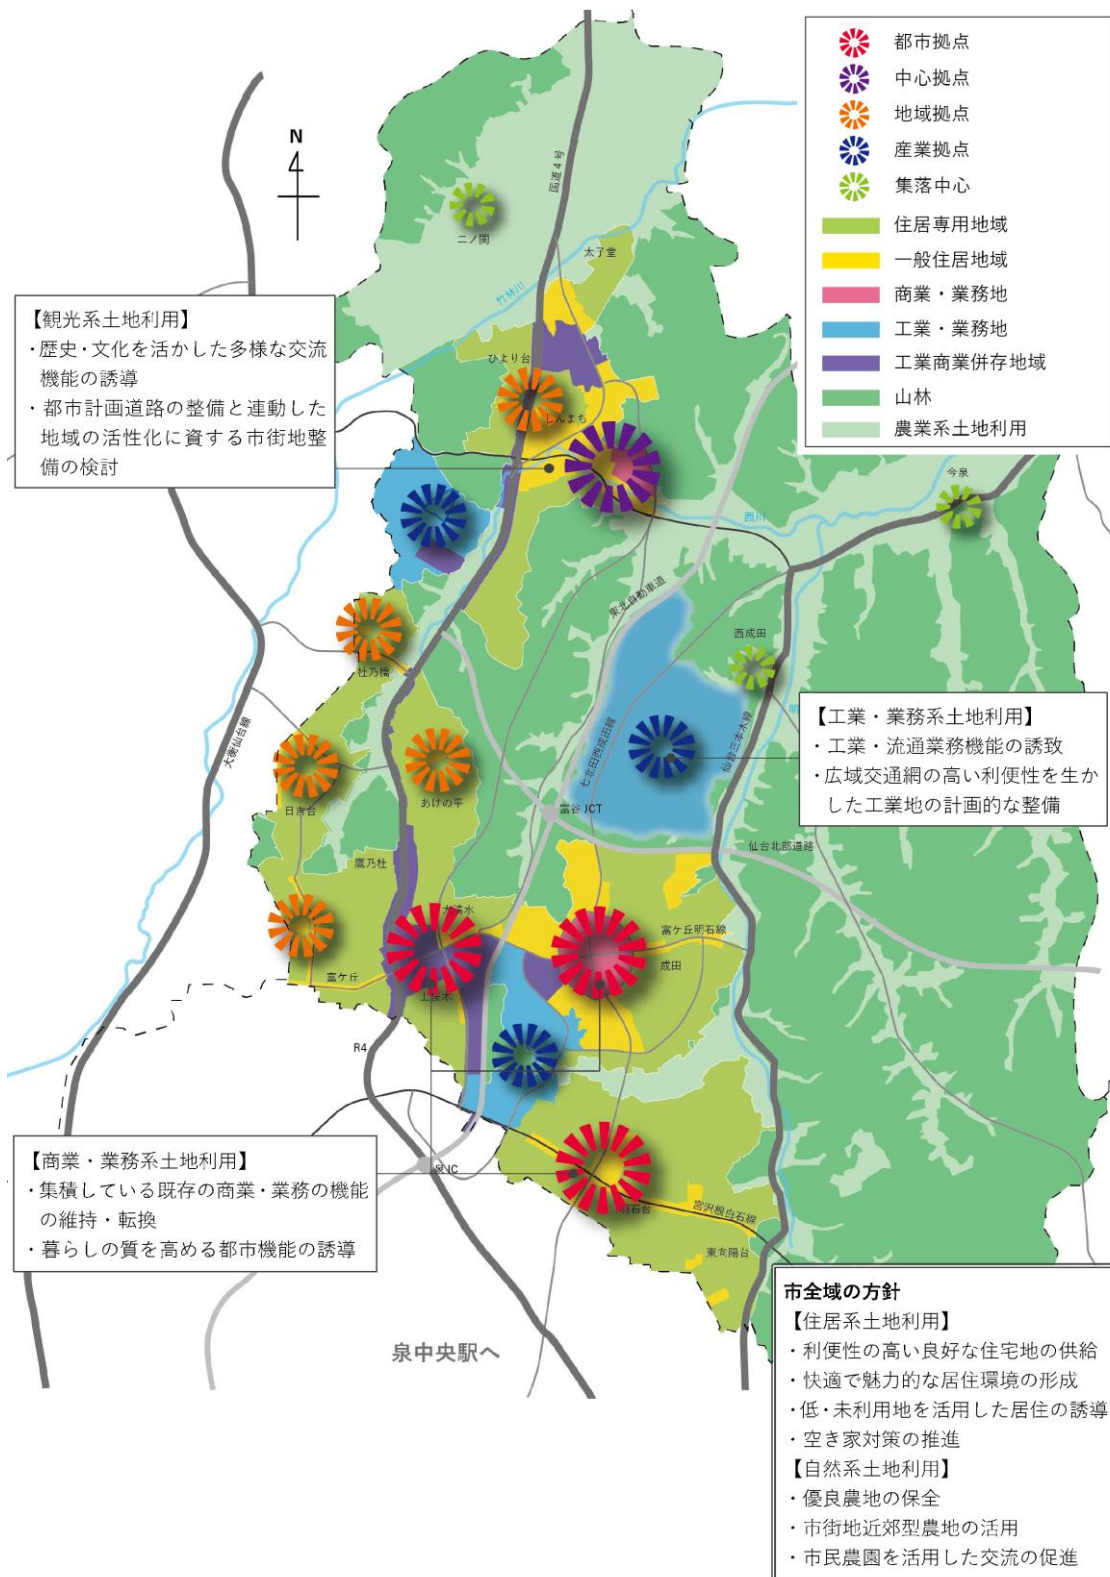 都市拠点
中心拠点
地域拠点
産業拠点
集落中心
住居専用地域
一般住居地域
商業・業務地
工業・業務地
工業商業併存地域
山林
農業系土地利用
N
国道4号
二ノ関
太子堂
竹林川
【観光系土地利用】
・歴史・文化を活かした多様な交流
機能の誘導
・都市計画道路の整備と連動した
地域の活性化に資する市街地整
備の検討
ひより台
しんまち
今泉
西川
東北自動車道
西成田
杜乃橋
大衡仙台線
七北田西成田線
仙台三本木線
明
【工業・業務系土地利用】
・工業・流通業務機能の誘致
・広域交通網の高い利便性を生か
した工業地の計画的な整備
日吉台
あけの平
富谷JCT
仙台北部道路
鷹乃杜
大清水
富ケ丘明石線
成田
富ケ丘
上桜木
R4
【商業・業務系土地利用】
・集積している既存の商業・業務の機能
の維持・転換
・暮らしの質を高める都市機能の誘導
泉IC
明石台
宮沢根白石線
東向陽台
泉中央駅へ
市全域の方針
【住居系土地利用】
・利便性の高い良好な住宅地の供給
・快適で魅力的な居住環境の形成
・低・未利用地を活用した居住の誘導
・空き家対策の推進
【自然系土地利用】
・優良農地の保全
・市街地近郊型農地の活用
・市民農園を活用した交流の促進